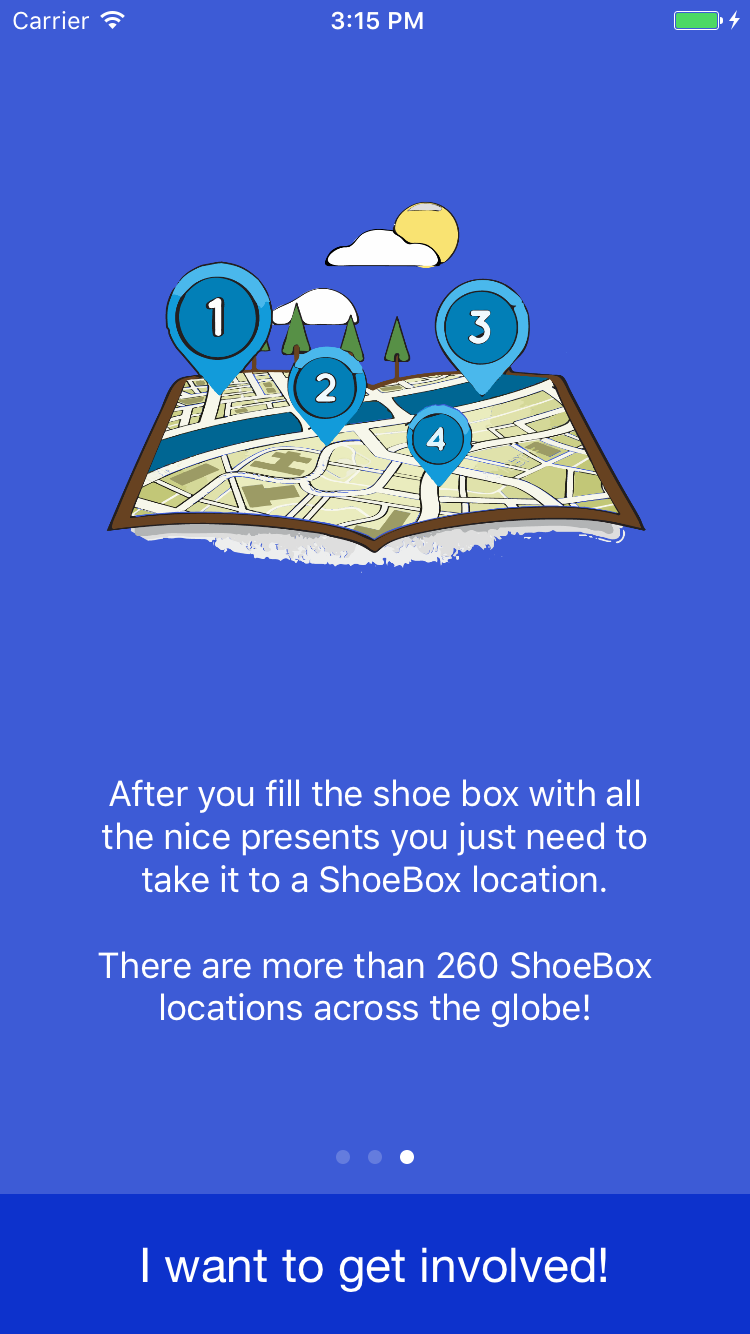 Carrier 3:15 PM
1
3
2
4
After you fill the shoe box with all
the nice presents you just need to
take it to a ShoeBox location.
There are more than 260 ShoeBox
locations across the globe!
I want to get involved!